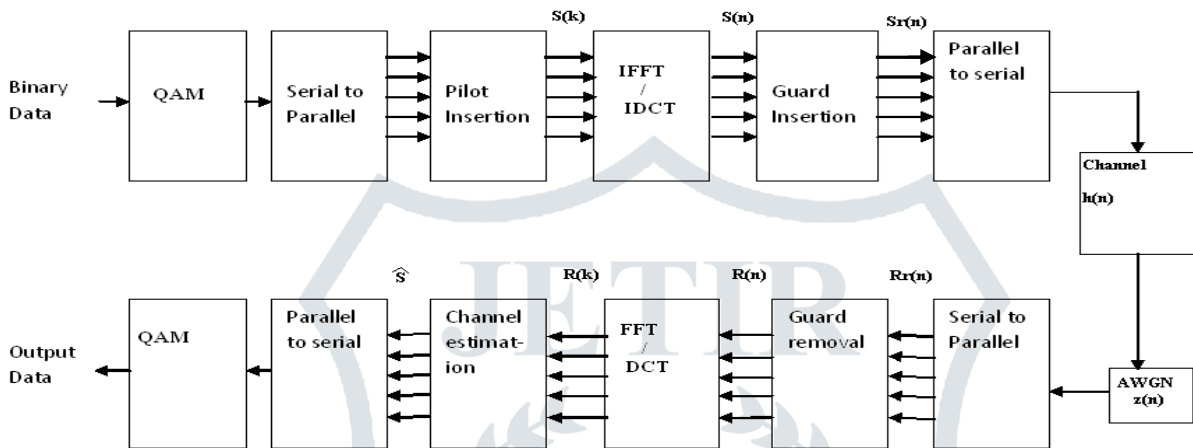 S(k)
S(n)
Sr(n)
Binary
Data
QAM
Serial to
Parallel
Pilot
Insertion
IFFT
/
IDCT
Guard
Insertion
Parallel
to serial
Channel
h(n)
AWGN
z(n)
Ŝ
R(k)
R(n)
Rr(n)
Serial to
Parallel
Guard
removal
FFT
/
DCT
Channel
estimat-
ion
Parallel
to serial
QAM
Output
Data
JETIR